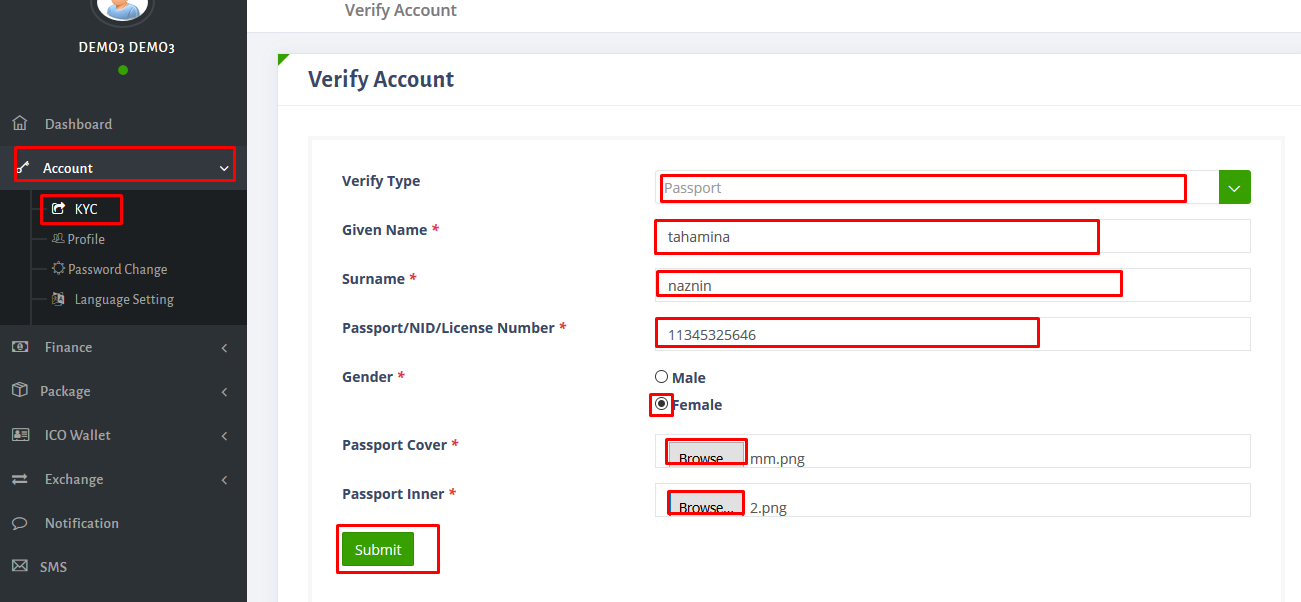 Verify Account
DEMO3 DEMO3
Dashboard
Account
KYC
Profile
Password Change
Language Setting
Finance
Package
ICO Wallet
Exchange
Notification
SMS
Verify Account
Verify Type Passport
Given Name * tahamina
Surname * naznin
Passport/NID/License Number * 11345325646
Gender * Male
Female
Passport Cover * Browse... mm.png
Passport Inner * Browse... 2.png
Submit